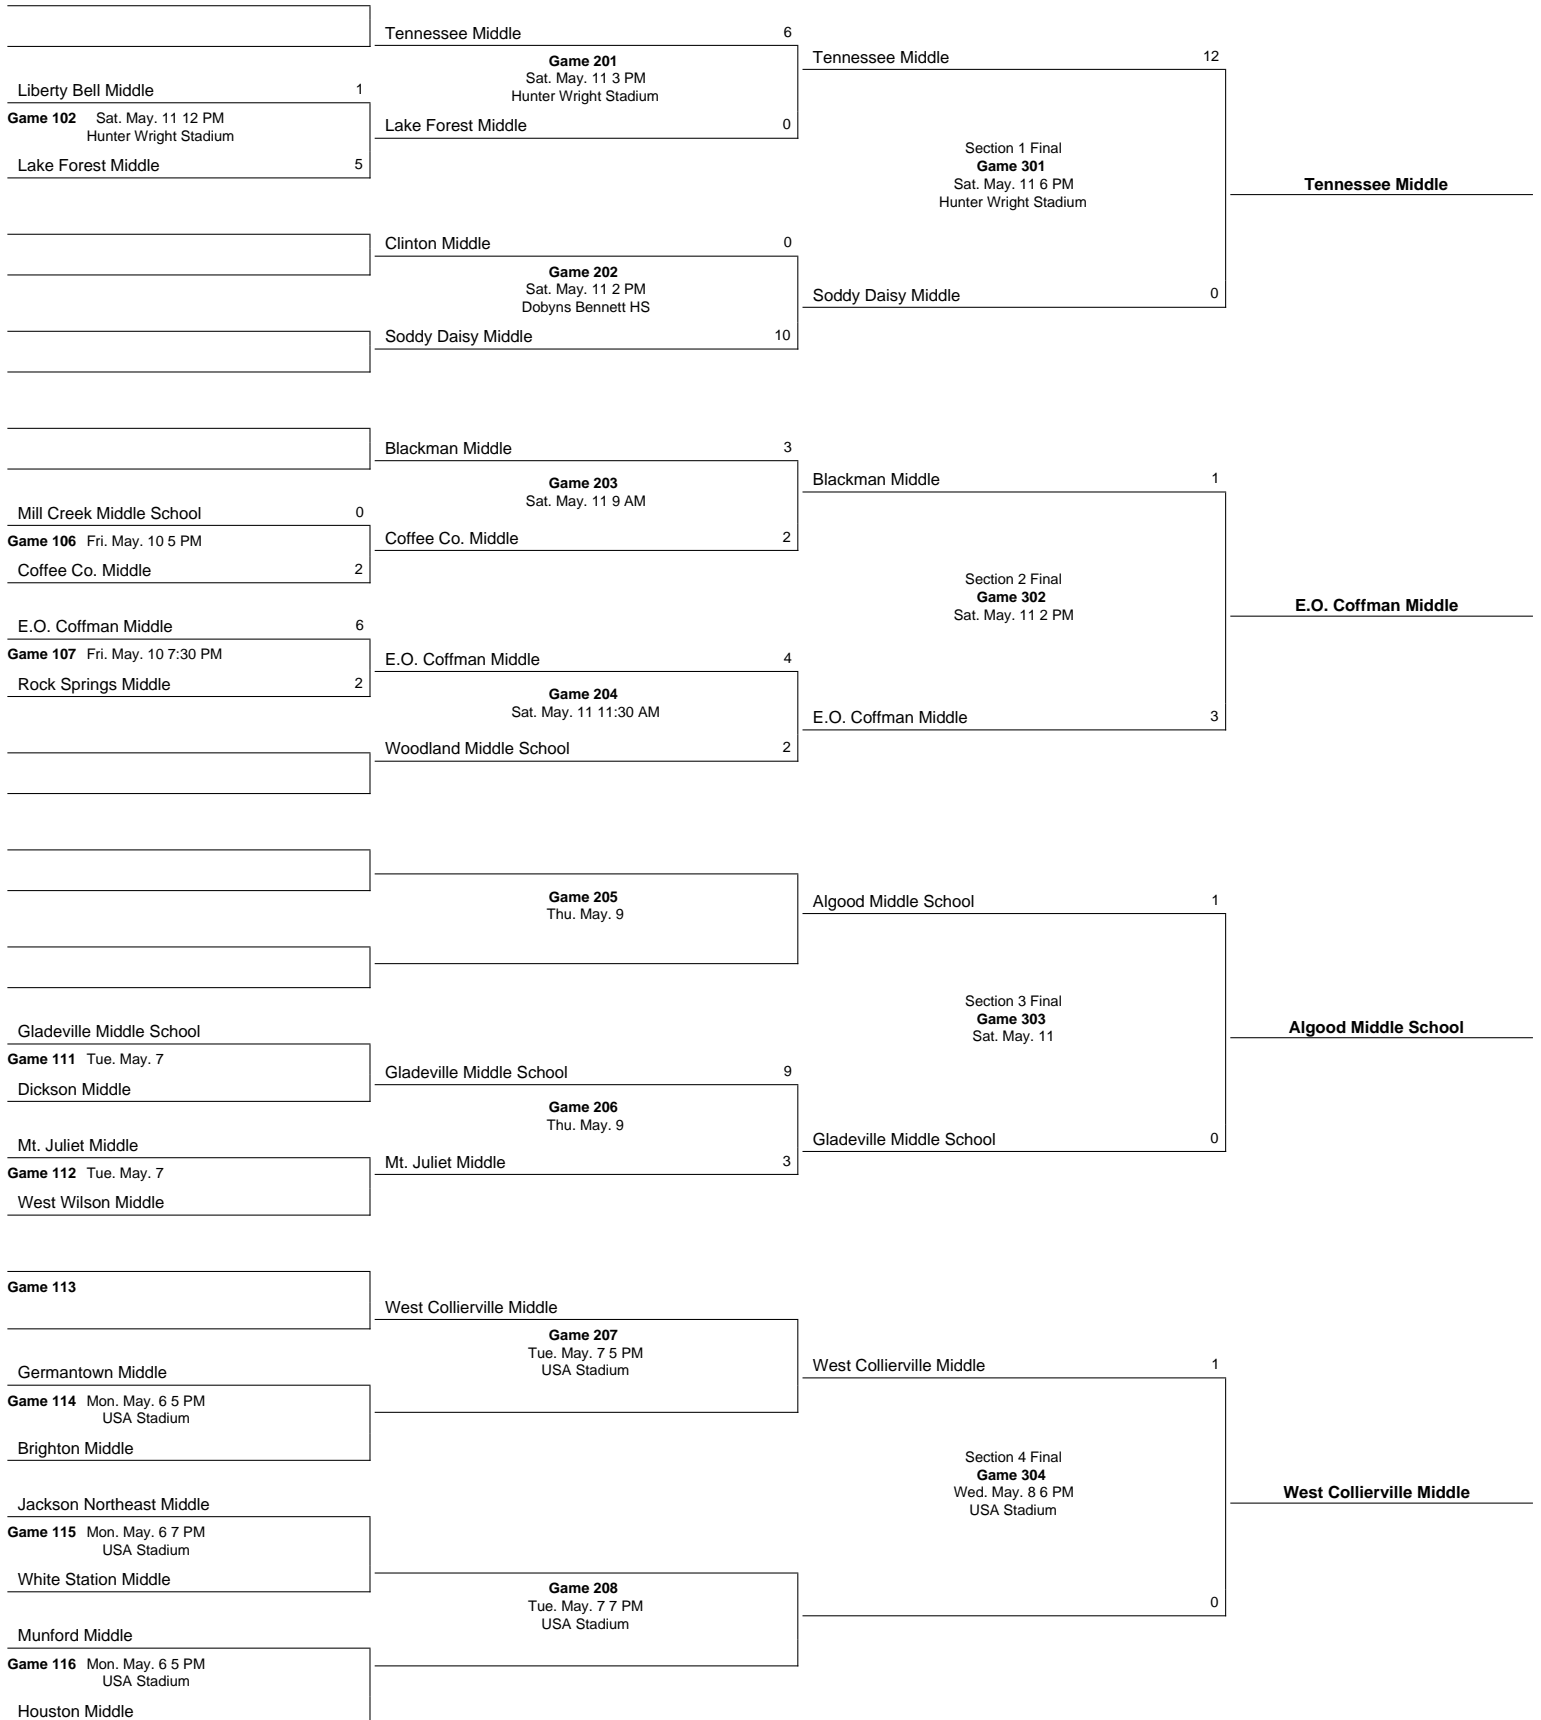 Tennessee Middle 6
Game 201
Sat. May. 11 3 PM
Hunter Wright Stadium
Lake Forest Middle 0
Liberty Bell Middle 1
Game 102 Sat. May. 11 12 PM
Hunter Wright Stadium
Lake Forest Middle 5
Tennessee Middle 12
Section 1 Final
Game 301
Sat. May. 11 6 PM
Hunter Wright Stadium
Soddy Daisy Middle 0
Tennessee Middle
Clinton Middle 0
Game 202
Sat. May. 11 2 PM
Dobyns Bennett HS
Soddy Daisy Middle 10
Blackman Middle 3
Game 203
Sat. May. 11 9 AM
Coffee Co. Middle 2
Mill Creek Middle School 0
Game 106 Fri. May. 10 5 PM
Coffee Co. Middle 2
Blackman Middle 1
Section 2 Final
Game 302
Sat. May. 11 2 PM
E.O. Coffman Middle 3
E.O. Coffman Middle
E.O. Coffman Middle 6
Game 107 Fri. May. 10 7:30 PM
Rock Springs Middle 2
E.O. Coffman Middle 4
Game 204
Sat. May. 11 11:30 AM
Woodland Middle School 2
Game 205
Thu. May. 9
Algood Middle School 1
Section 3 Final
Game 303
Sat. May. 11
Gladeville Middle School 0
Algood Middle School
Gladeville Middle School
Game 111 Tue. May. 7
Dickson Middle
Gladeville Middle School 9
Game 206
Thu. May. 9
Mt. Juliet Middle 3
Mt. Juliet Middle
Game 112 Tue. May. 7
West Wilson Middle
Game 113
West Collierville Middle
Game 207
Tue. May. 7 5 PM
USA Stadium
Germantown Middle
Game 114 Mon. May. 6 5 PM
USA Stadium
Brighton Middle
West Collierville Middle 1
Section 4 Final
Game 304
Wed. May. 8 6 PM
USA Stadium
0
West Collierville Middle
Jackson Northeast Middle
Game 115 Mon. May. 6 7 PM
USA Stadium
White Station Middle
Game 208
Tue. May. 7 7 PM
USA Stadium
Munford Middle
Game 116 Mon. May. 6 5 PM
USA Stadium
Houston Middle